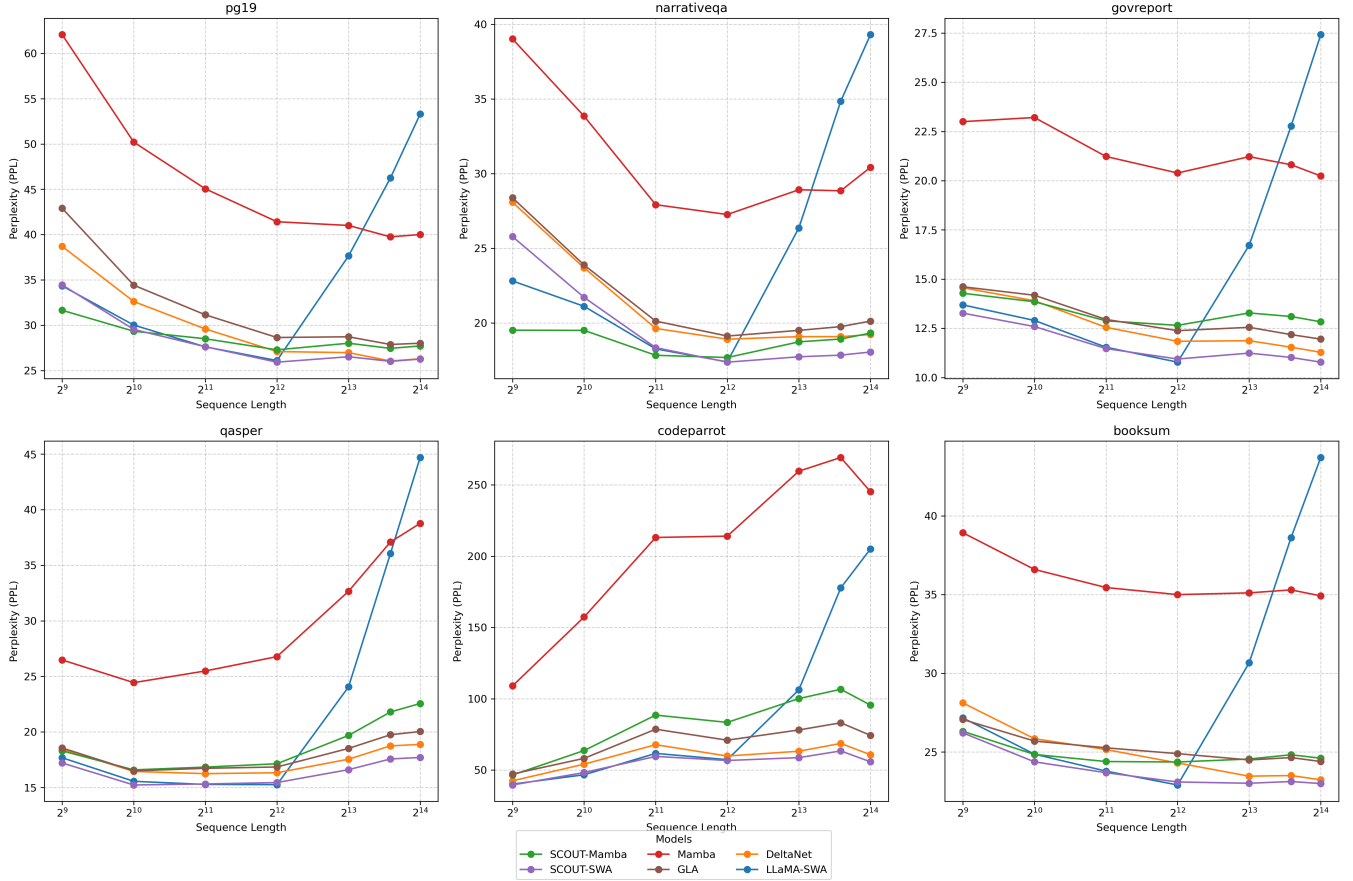 pg19
Perplexity (PPL)
60
55
50
45
40
35
30
25
2^9 2^10 2^11 2^12 2^13 2^14
Sequence Length
narrativeqa
Perplexity (PPL)
40
35
30
25
20
2^9 2^10 2^11 2^12 2^13 2^14
Sequence Length
govreport
Perplexity (PPL)
27.5
25.0
22.5
20.0
17.5
15.0
12.5
10.0
2^9 2^10 2^11 2^12 2^13 2^14
Sequence Length
qasper
Perplexity (PPL)
45
40
35
30
25
20
15
2^9 2^10 2^11 2^12 2^13 2^14
Sequence Length
codeparrot
Perplexity (PPL)
250
200
150
100
50
2^9 2^10 2^11 2^12 2^13 2^14
Sequence Length
booksum
Perplexity (PPL)
40
35
30
25
2^9 2^10 2^11 2^12 2^13 2^14
Sequence Length
Models
SCOUT-Mamba Mamba DeltaNet
SCOUT-SWA GLA LLaMA-SWA